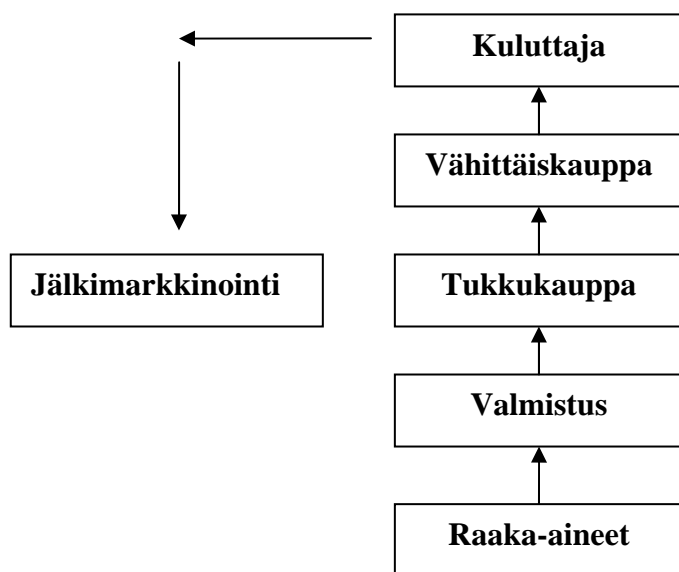 Kuluttaja
Vähittäiskauppa
Jälkimarkkinointi
Tukkukauppa
Valmistus
Raaka-aineet